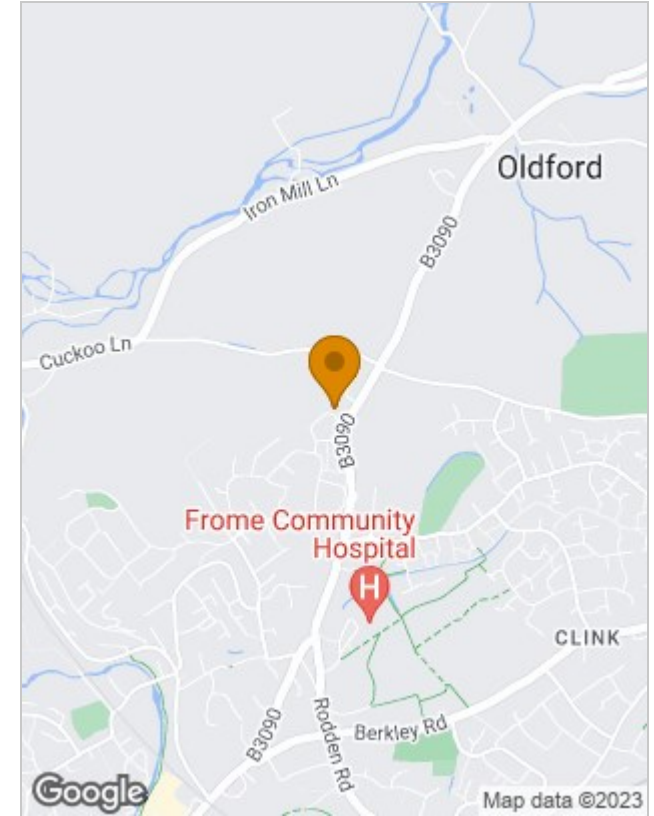 Oldford
Iron Mill Ln
B3090
Cuckoo Ln
B3090
Frome Community
Hospital
H
CLINK
B3090
Rodden Rd
Berkley Rd
Google
Map data ©2023